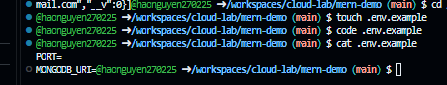 mail.com","__v":0}]@haonguyen270225 ➜/workspaces/cloud-lab/mern-demo (main) $ cd
@haonguyen270225 ➜/workspaces/cloud-lab/mern-demo (main) $ touch .env.example
@haonguyen270225 ➜/workspaces/cloud-lab/mern-demo (main) $ code .env.example
@haonguyen270225 ➜/workspaces/cloud-lab/mern-demo (main) $ cat .env.example
PORT=
MONGODB_URI=@haonguyen270225 ➜/workspaces/cloud-lab/mern-demo (main) $